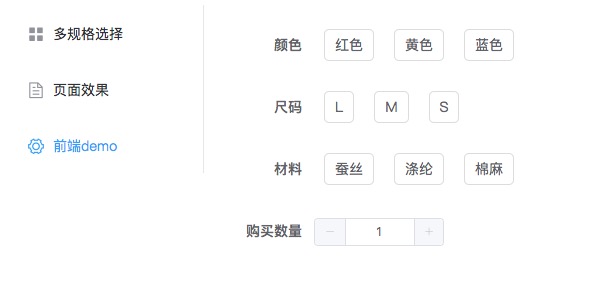 多规格选择
页面效果
前端demo
颜色 红色 黄色 蓝色
尺码 L M S
材料 蚕丝 涤纶 棉麻
购买数量 − 1 +